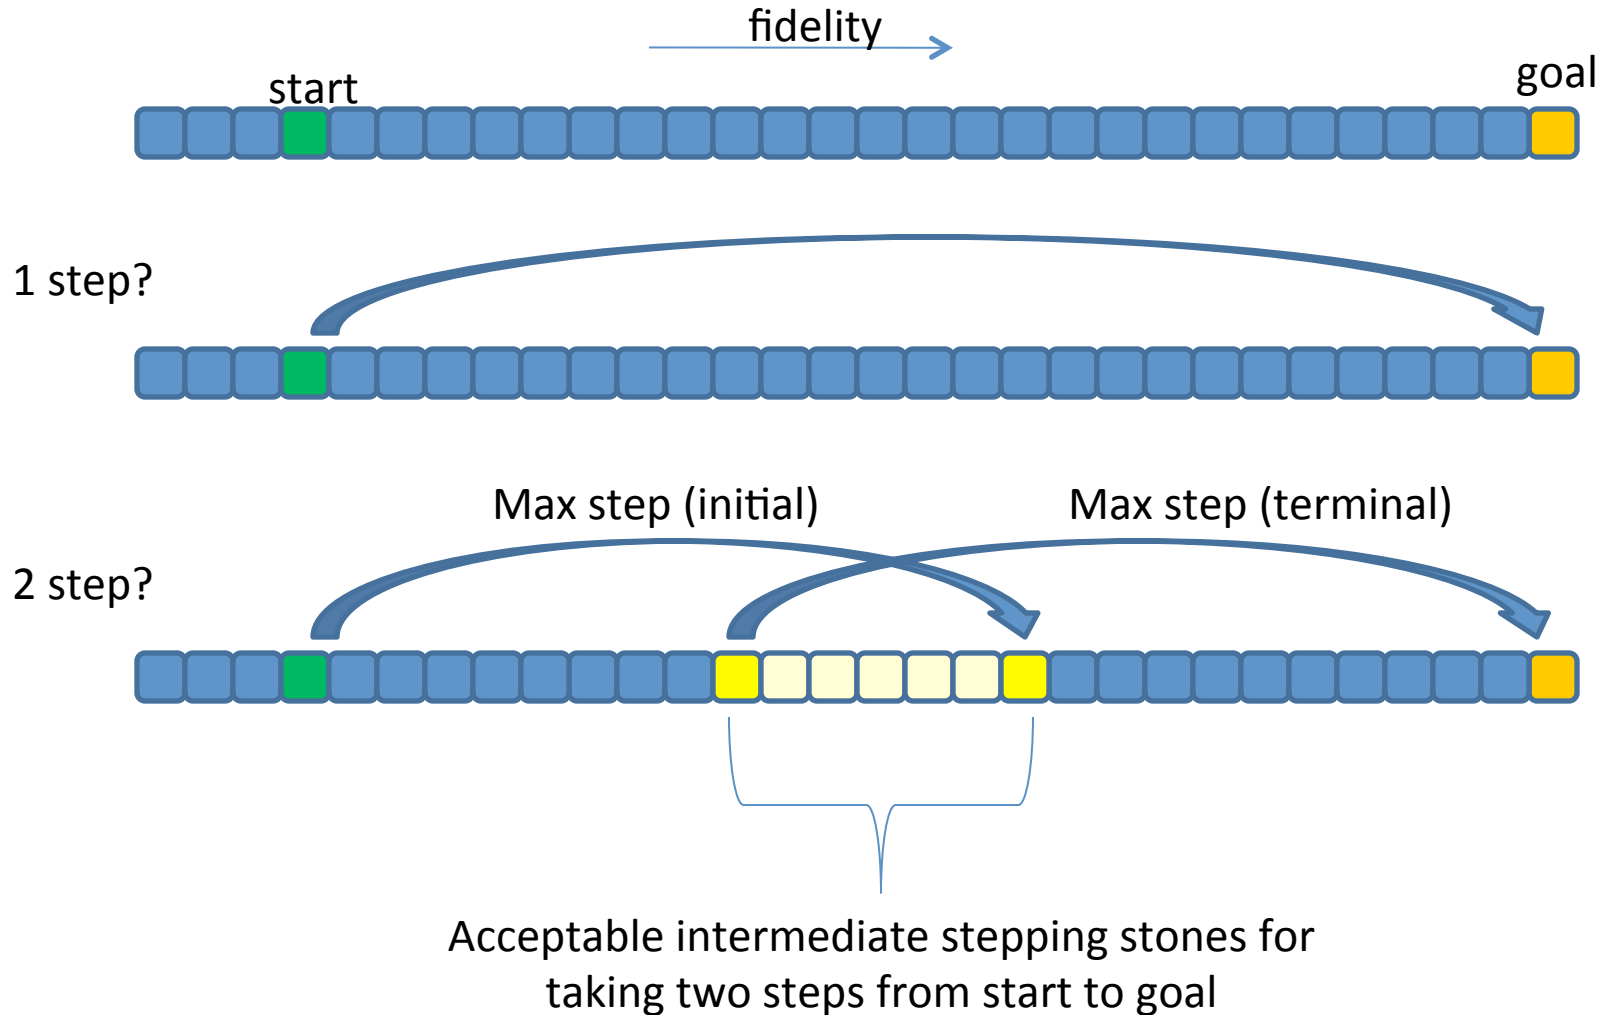 fidelity
start
goal
1 step?
Max step (initial)
Max step (terminal)
2 step?
Acceptable intermediate stepping stones for
taking two steps from start to goal